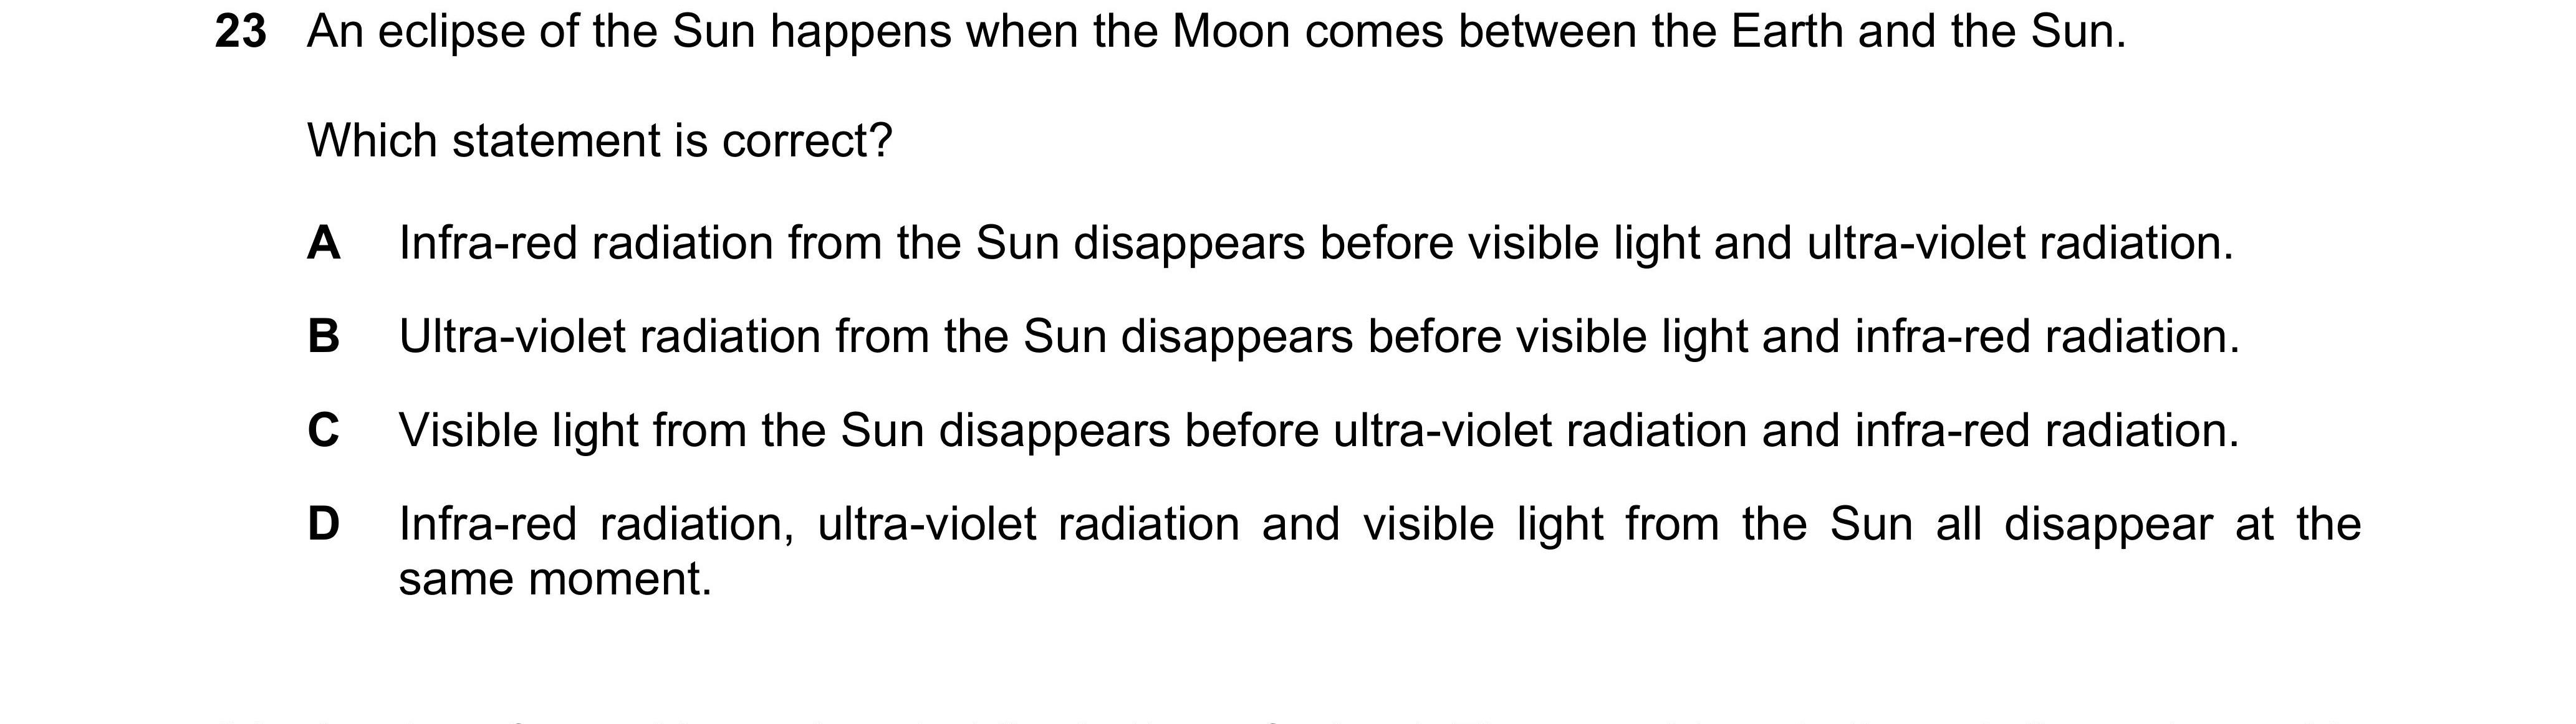 23 An eclipse of the Sun happens when the Moon comes between the Earth and the Sun.
Which statement is correct?
A Infra-red radiation from the Sun disappears before visible light and ultra-violet radiation.
B Ultra-violet radiation from the Sun disappears before visible light and infra-red radiation.
C Visible light from the Sun disappears before ultra-violet radiation and infra-red radiation.
D Infra-red radiation, ultra-violet radiation and visible light from the Sun all disappear at the
same moment.